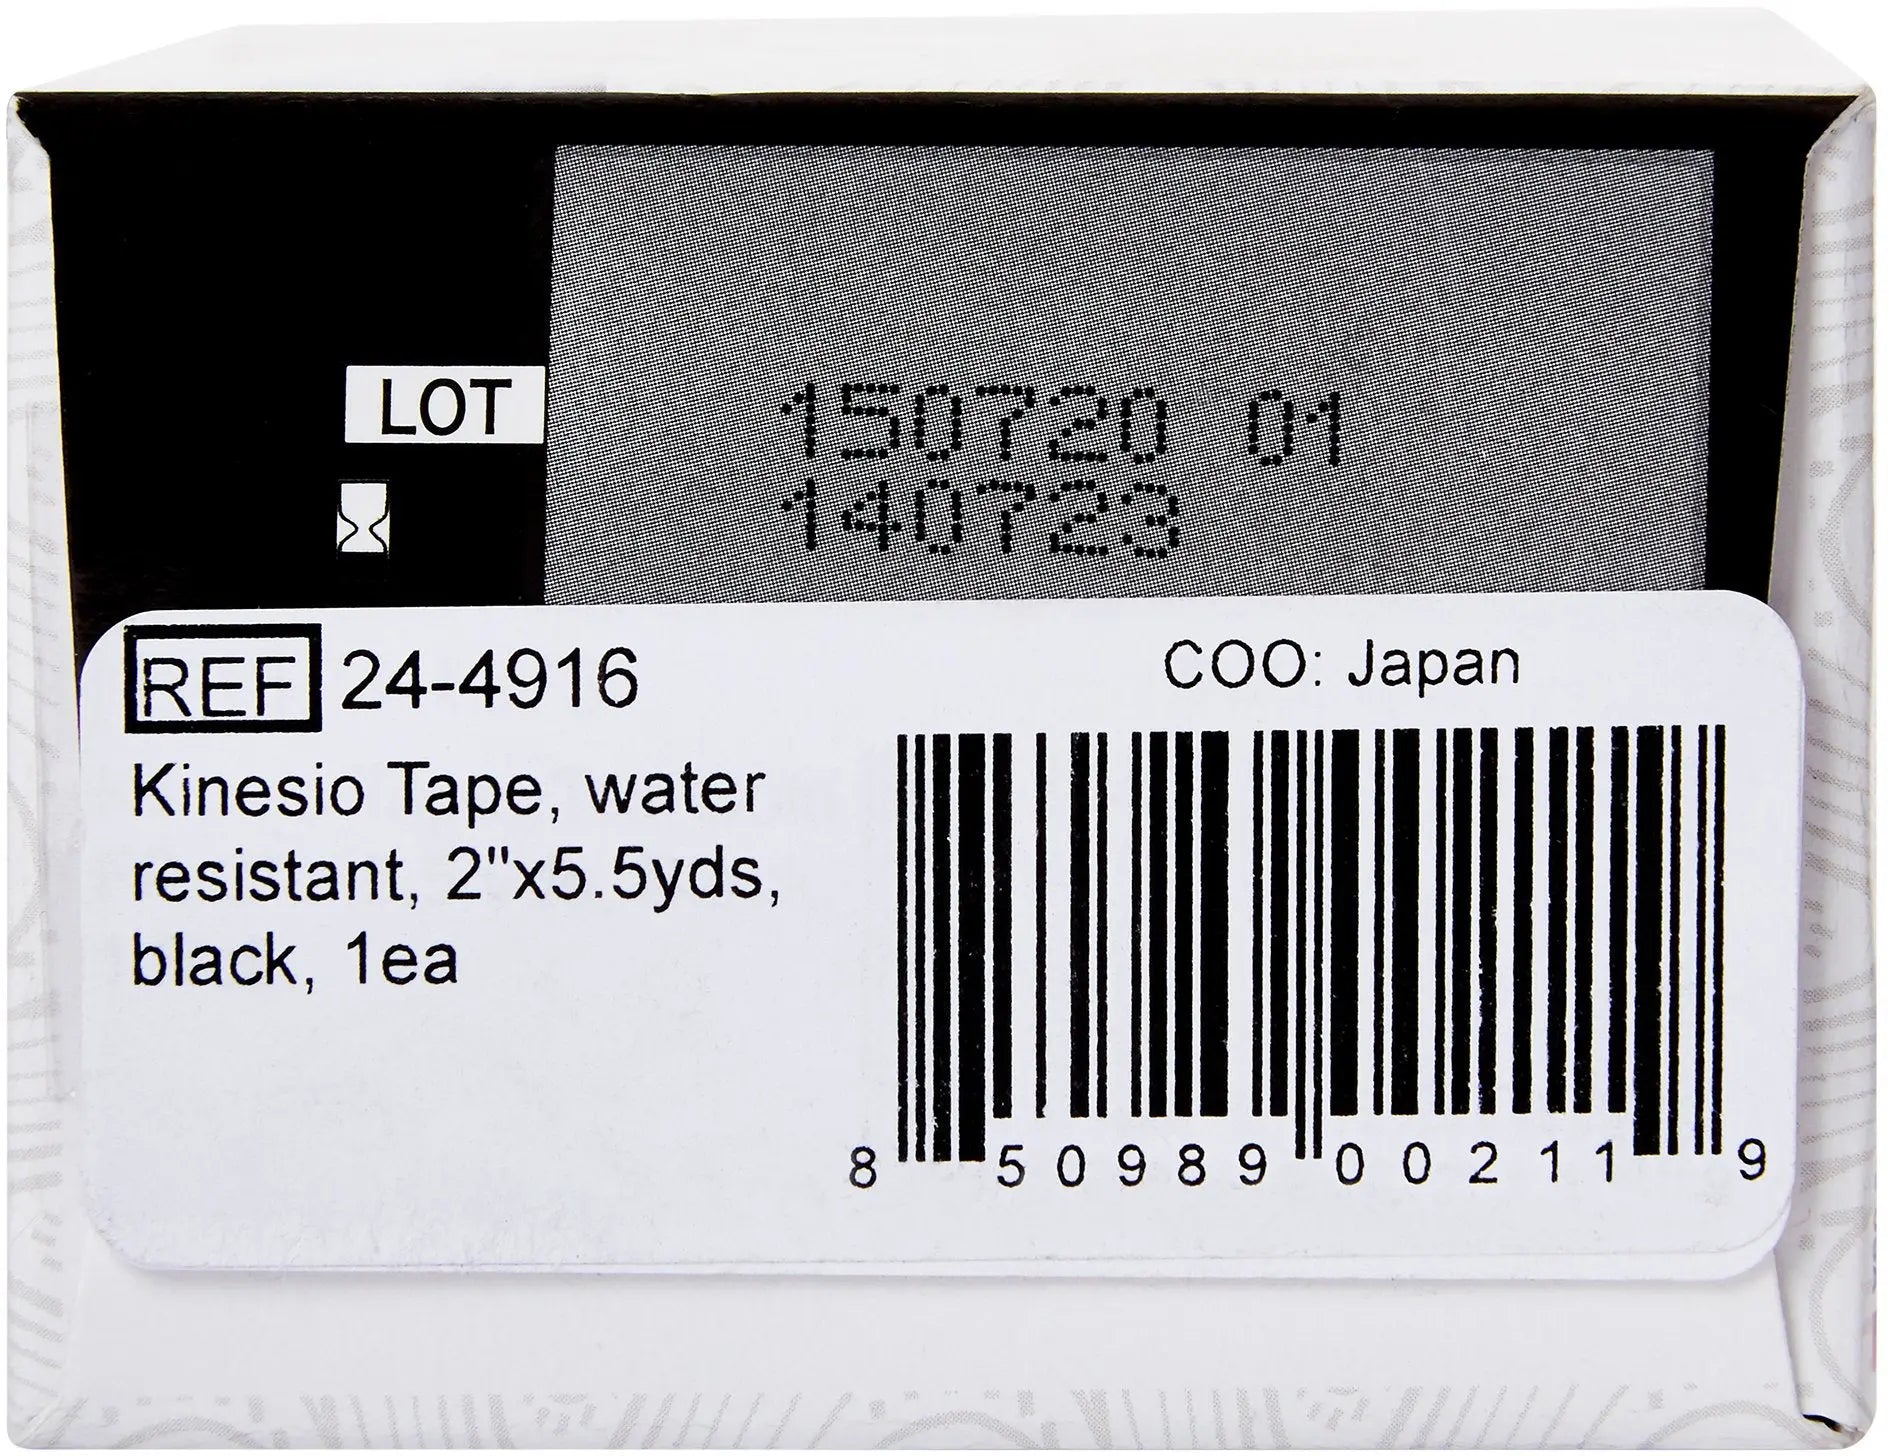 LOT 150720 01
140723
REF 24-4916
COO: Japan
Kinesio Tape, water
resistant, 2"x5.5yds,
black, 1ea
8 50989 00211 9